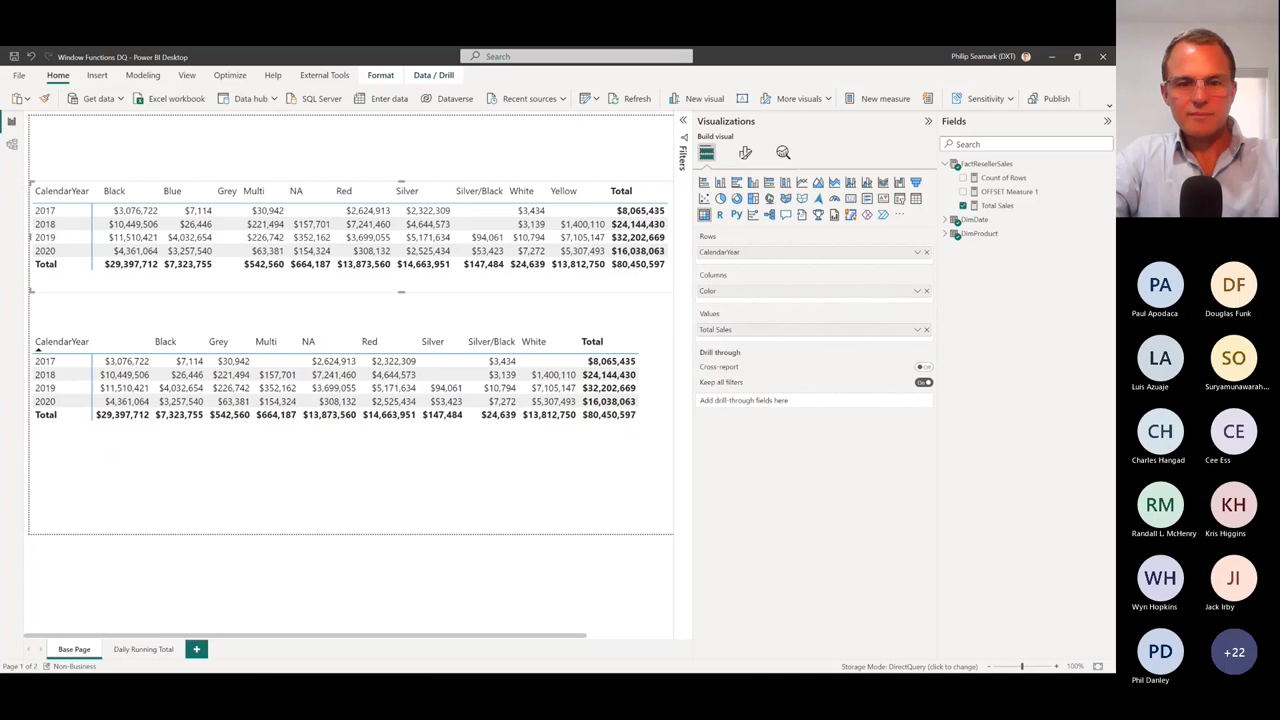 Window Functions DQ - Power BI Desktop
Search
Philip Seamark (DXT)
File Home Insert Modeling View Optimize Help External Tools Format Data / Drill
Get data Excel workbook Data hub SQL Server Enter data Dataverse Recent sources Refresh New visual More visuals New measure Sensitivity Publish
CalendarYear Black Blue Grey Multi NA Red Silver Silver/Black White Yellow Total
2017 $3,076,722 $7,114 $30,942 $2,624,913 $2,322,309 $3,434 $8,065,435
2018 $10,449,506 $26,446 $221,494 $157,701 $7,241,460 $4,644,573 $3,139 $1,400,110 $24,144,430
2019 $11,510,421 $4,032,654 $226,742 $352,162 $3,699,055 $5,171,634 $94,061 $10,794 $7,105,147 $32,202,669
2020 $4,361,064 $3,257,540 $63,381 $154,324 $308,132 $2,525,434 $53,423 $7,272 $5,307,493 $16,038,063
Total $29,397,712 $7,323,755 $542,560 $664,187 $13,873,560 $14,663,951 $147,484 $24,639 $13,812,750 $80,450,597
CalendarYear Black Grey Multi NA Red Silver Silver/Black White Total
2017 $3,076,722 $7,114 $30,942 $2,624,913 $2,322,309 $3,434 $8,065,435
2018 $10,449,506 $26,446 $221,494 $157,701 $7,241,460 $4,644,573 $3,139 $1,400,110 $24,144,430
2019 $11,510,421 $4,032,654 $226,742 $352,162 $3,699,055 $5,171,634 $94,061 $10,794 $7,105,147 $32,202,669
2020 $4,361,064 $3,257,540 $63,381 $154,324 $308,132 $2,525,434 $53,423 $7,272 $5,307,493 $16,038,063
Total $29,397,712 $7,323,755 $542,560 $664,187 $13,873,560 $14,663,951 $147,484 $24,639 $13,812,750 $80,450,597
Filters
Visualizations
Build visual
R Py
Rows
CalendarYear
Columns
Color
Values
Total Sales
Drill through
Cross-report
Off
Keep all filters
On
Add drill-through fields here
Fields
Search
FactResellerSales
Count of Rows
OFFSET Measure 1
Total Sales
DimDate
DimProduct
Base Page Daily Running Total +
Page 1 of 2 Non-Business
Storage Mode: DirectQuery (click to change) - + 100%
PA DF
Paul Apodaca Douglas Funk
LA SO
Luis Azuaje Suryamunawarah...
CH CE
Charles Hangad Cee Ess
RM KH
Randall L. McHenry Kris Higgins
WH JI
Wyn Hopkins Jack Irby
PD +22
Phil Danley